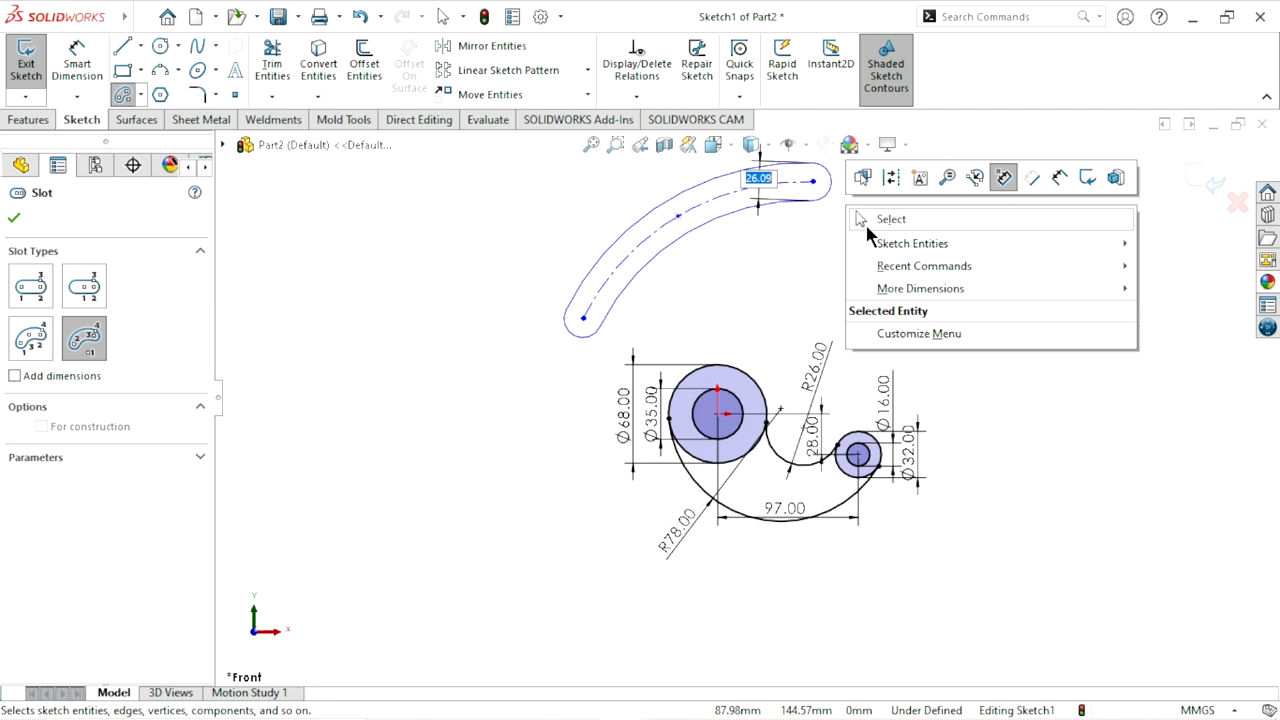 SOLIDWORKS
Sketch1 of Part2 *
Search Commands
Exit Sketch
Smart Dimension
Trim Entities
Convert Entities
Offset Entities
Offset On Surface
Mirror Entities
Linear Sketch Pattern
Move Entities
Display/Delete Relations
Repair Sketch
Quick Snaps
Rapid Sketch
Instant2D
Shaded Sketch Contours
Features
Sketch
Surfaces
Sheet Metal
Weldments
Mold Tools
Direct Editing
Evaluate
SOLIDWORKS Add-Ins
SOLIDWORKS CAM
Part2 (Default) <<Default...
Slot
Slot Types
Add dimensions
Options
For construction
Parameters
26.09
Select
Sketch Entities
Recent Commands
More Dimensions
Selected Entity
Customize Menu
R26.00
∅68.00
∅35.00
28.00
∅16.00
∅32.00
97.00
R78.00
Y
X
*Front
Model
3D Views
Motion Study 1
Selects sketch entities, edges, vertices, components, and so on.
87.98mm
144.57mm
0mm
Under Defined
Editing Sketch1
MMGS